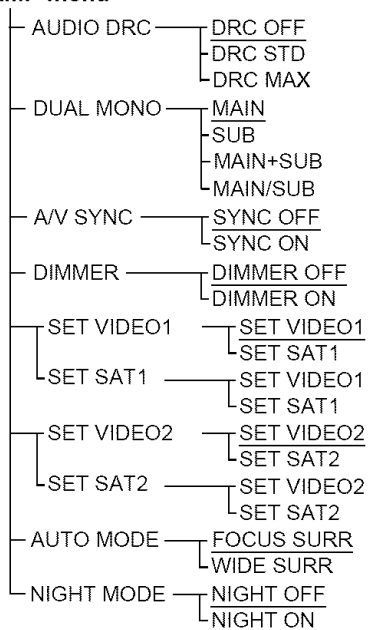 AUDIO DRC DRC OFF
DRC STD
DRC MAX
DUAL MONO MAIN
SUB
MAIN+SUB
MAIN/SUB
A/V SYNC SYNC OFF
SYNC ON
DIMMER DIMMER OFF
DIMMER ON
SET VIDEO1 SET VIDEO1
SET SAT1
SET SAT1 SET VIDEO1
SET SAT1
SET VIDEO2 SET VIDEO2
SET SAT2
SET SAT2 SET VIDEO2
SET SAT2
AUTO MODE FOCUS SURR
WIDE SURR
NIGHT MODE NIGHT OFF
NIGHT ON